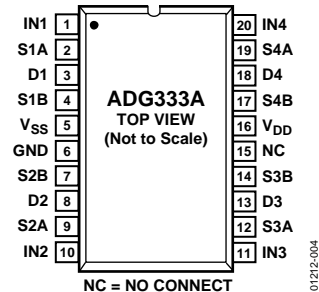 IN1 1 20 IN4
S1A 2 19 S4A
D1 3 18 D4
S1B 4 17 S4B
ADG333A
VSS 5 TOP VIEW 16 VDD
(Not to Scale)
GND 6 15 NC
S2B 7 14 S3B
D2 8 13 D3
S2A 9 12 S3A
IN2 10 11 IN3
NC = NO CONNECT
01212-004